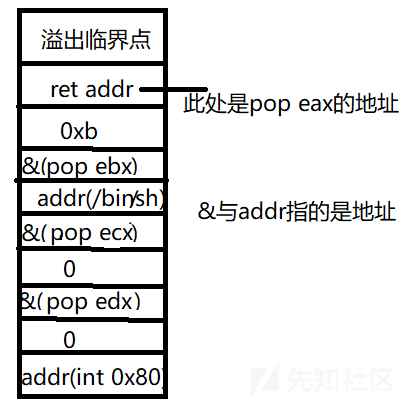 溢出临界点
ret addr
此处是pop eax的地址
0xb
&(pop ebx)
addr(/bin/sh)
&与addr指的是地址
&(pop ecx)
0
&(pop edx)
0
addr(int 0x80)
先知社区